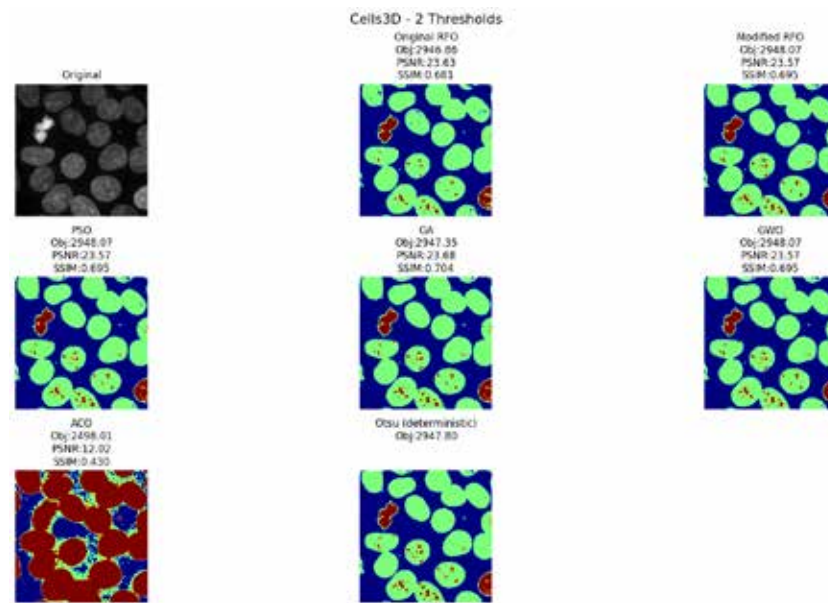 Cells3D - 2 Thresholds
Original
Original RFO
Obj:2946.86
PSNR:23.63
SSIM:0.681
Modified RFO
Obj:2948.07
PSNR:23.57
SSIM:0.695
PSO
Obj:2948.07
PSNR:23.57
SSIM:0.695
GA
Obj:2947.35
PSNR:23.68
SSIM:0.704
GWO
Obj:2948.07
PSNR:23.57
SSIM:0.695
ACO
Obj:2498.01
PSNR:12.02
SSIM:0.430
Otsu (deterministic)
Obj:2947.80